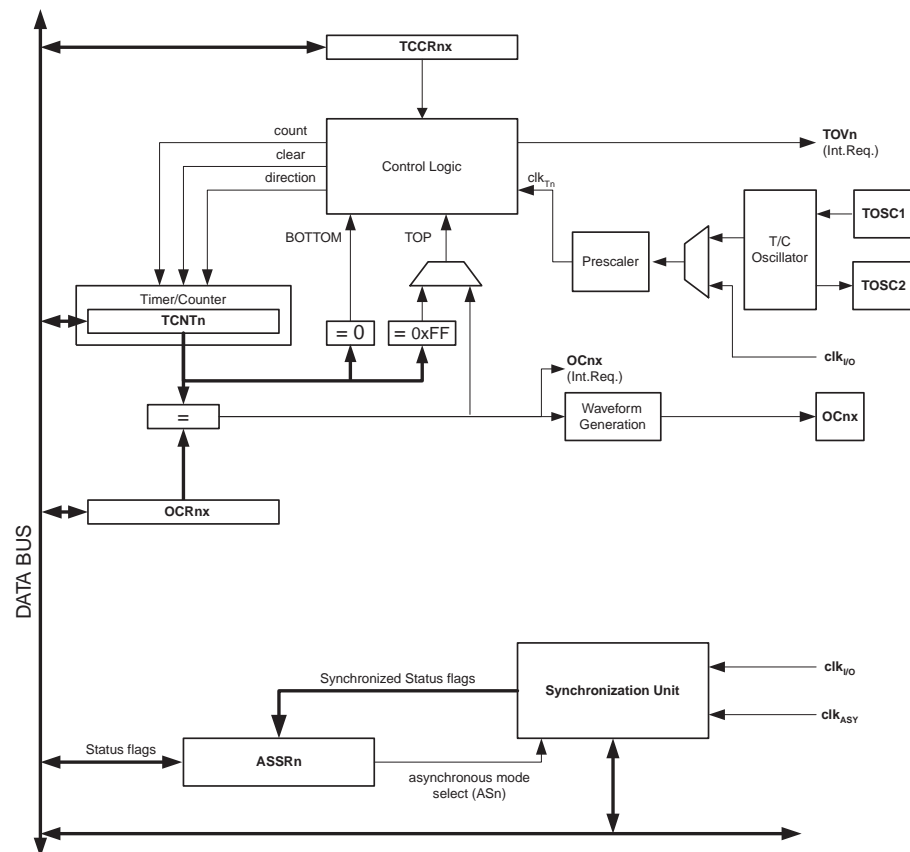 TCCRnx
count
clear
direction
Control Logic
TOVn
(Int.Req.)
clkTn
BOTTOM
TOP
TOSC1
T/C
Oscillator
Prescaler
TOSC2
Timer/Counter
TCNTn
= 0
= 0xFF
clkI/O
OCnx
(Int.Req.)
=
Waveform
Generation
OCnx
OCRnx
DATA BUS
Synchronized Status flags
Synchronization Unit
clkI/O
clkASY
Status flags
ASSRn
asynchronous mode
select (ASn)